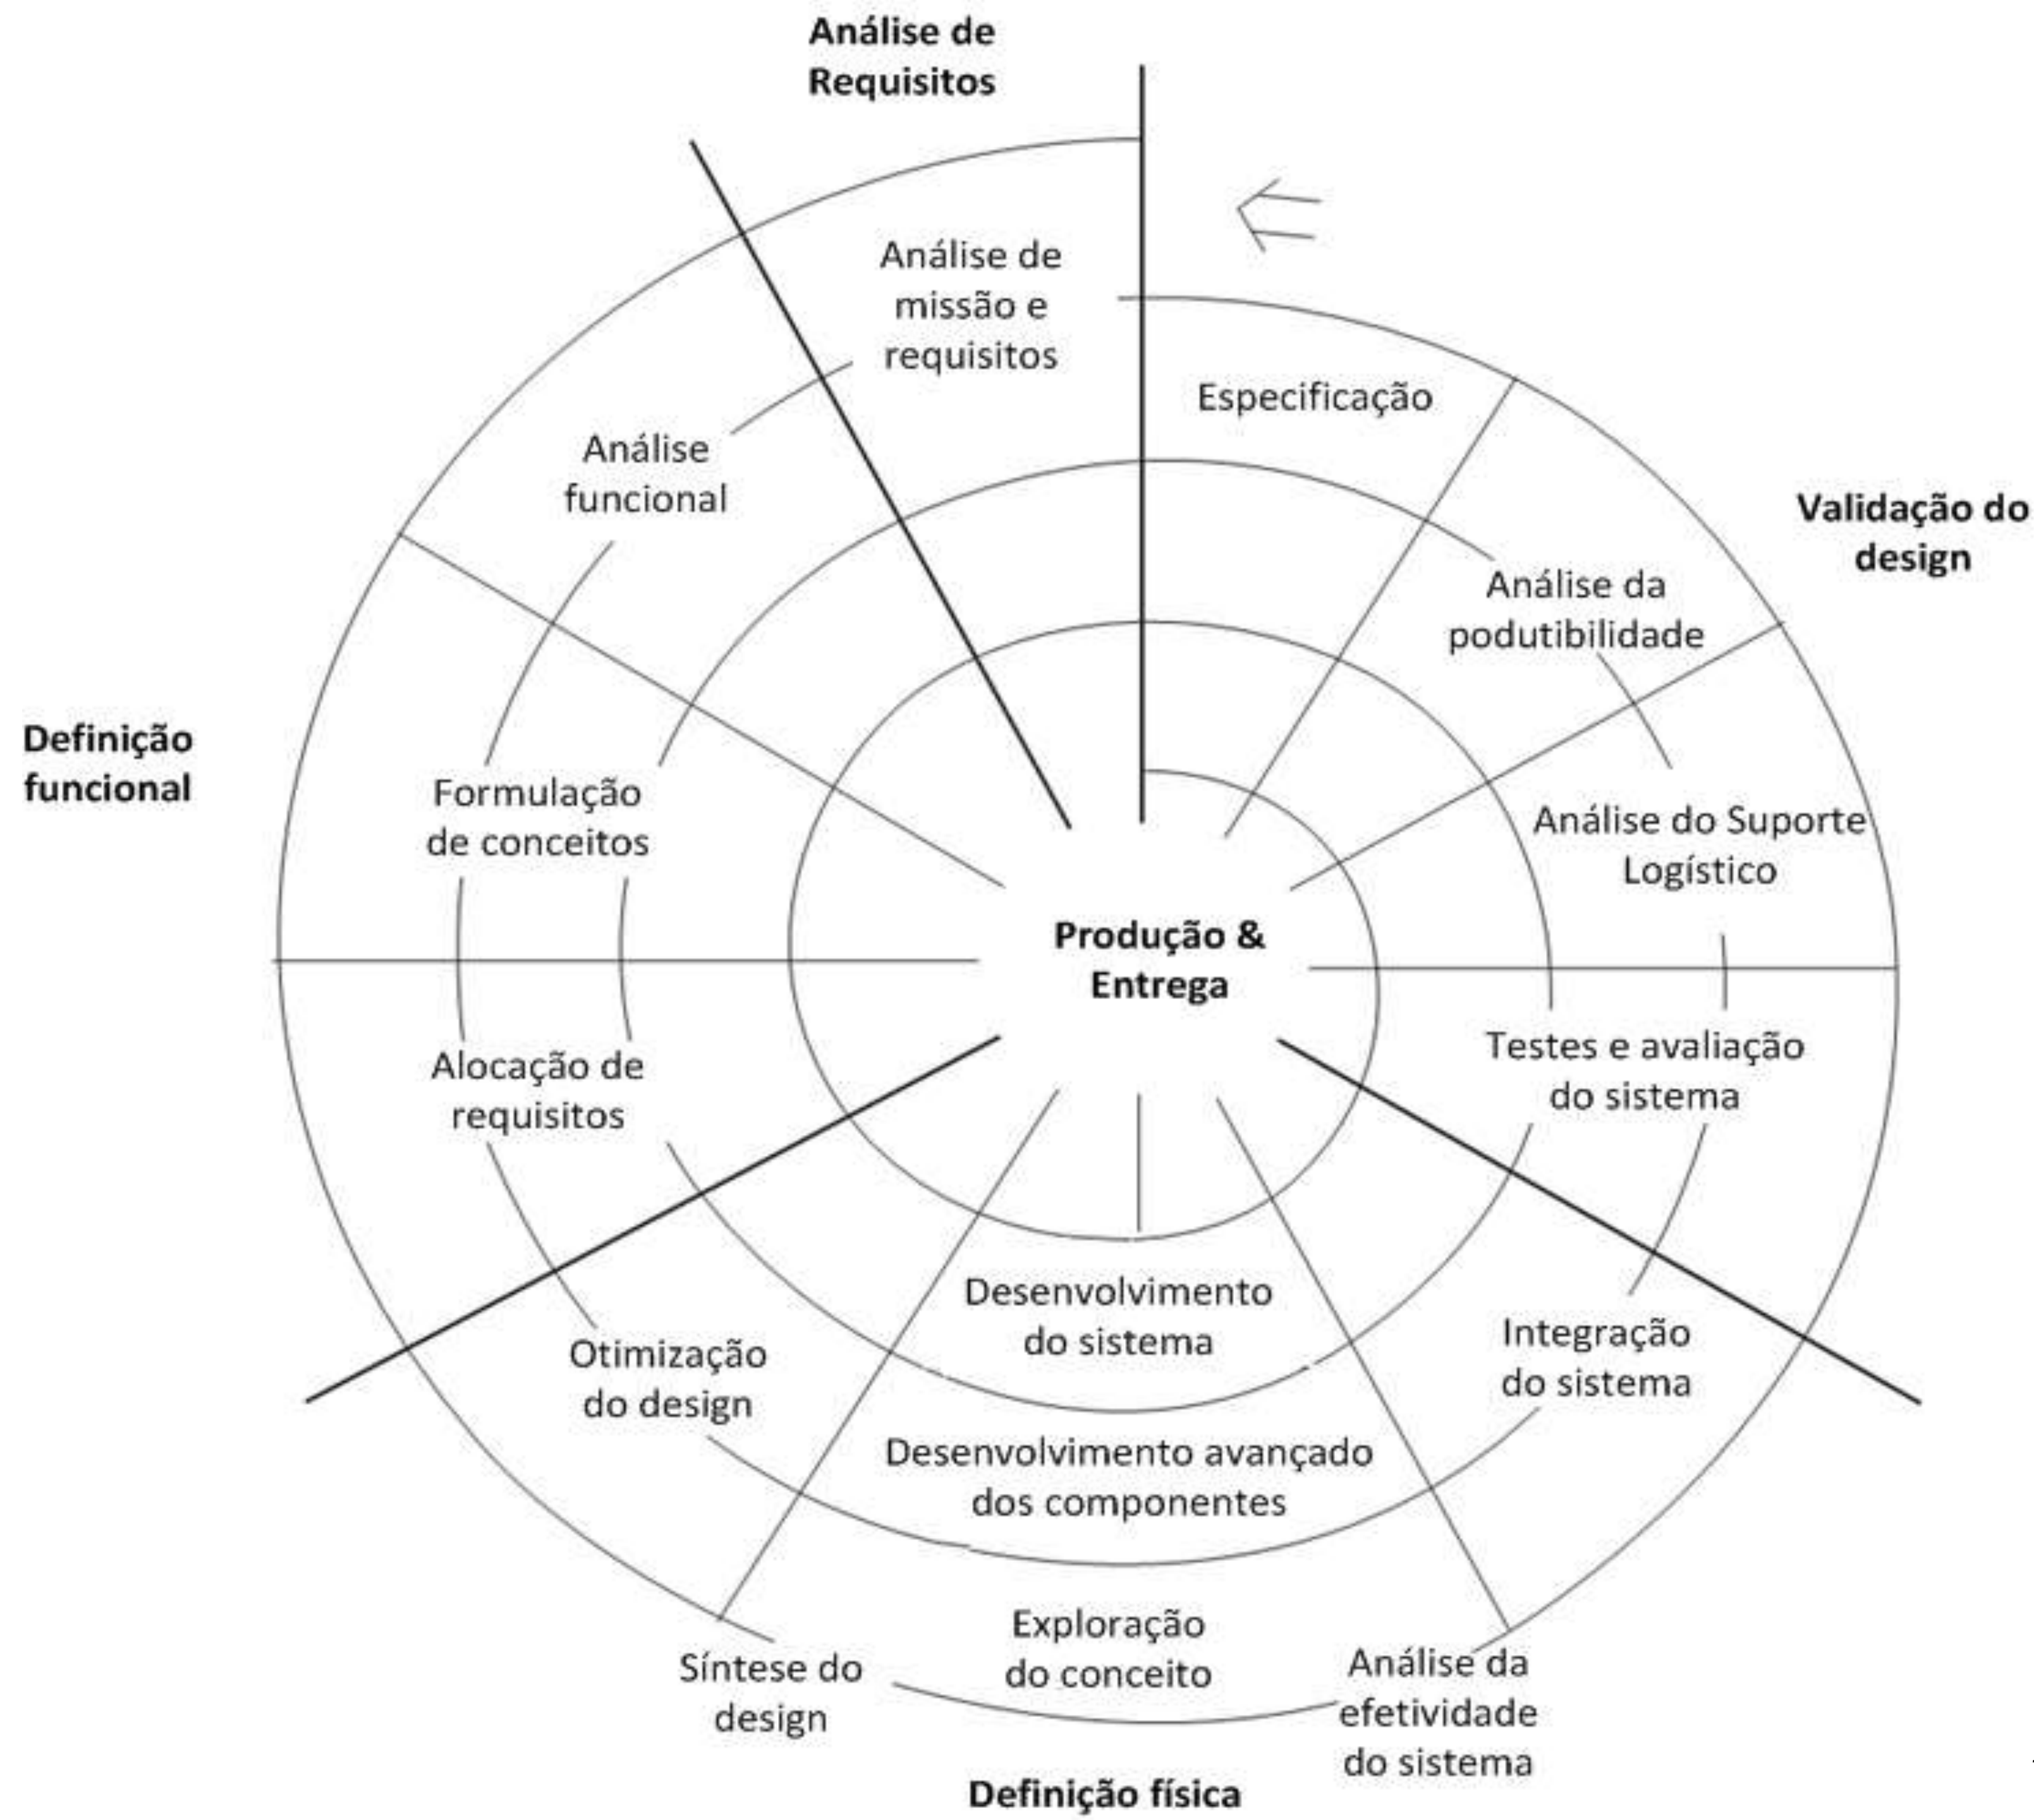 Análise de
Requisitos
Análise de
missão e
requisitos
Especificação
Análise
funcional
Validação do
design
Análise da
podutibilidade
Definição
funcional
Formulação
de conceitos
Análise do Suporte
Logístico
Produção &
Entrega
Alocação de
requisitos
Testes e avaliação
do sistema
Desenvolvimento
do sistema
Otimização
do design
Integração
do sistema
Desenvolvimento avançado
dos componentes
Exploração
do conceito
Síntese do
design
Análise da
efetividade
do sistema
Definição física